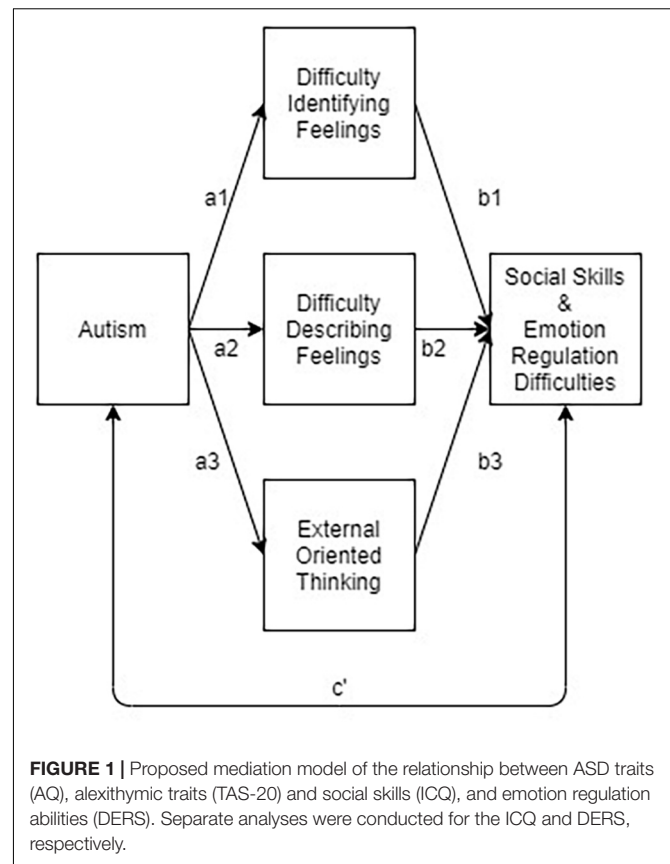 Difficulty
Identifying
Feelings
a1
b1
Autism
a2
Difficulty
Describing
Feelings
b2
Social Skills
&
Emotion
Regulation
Difficulties
a3
b3
External
Oriented
Thinking
c'
FIGURE 1 | Proposed mediation model of the relationship between ASD traits
(AQ), alexithymic traits (TAS-20) and social skills (ICQ), and emotion regulation
abilities (DERS). Separate analyses were conducted for the ICQ and DERS,
respectively.